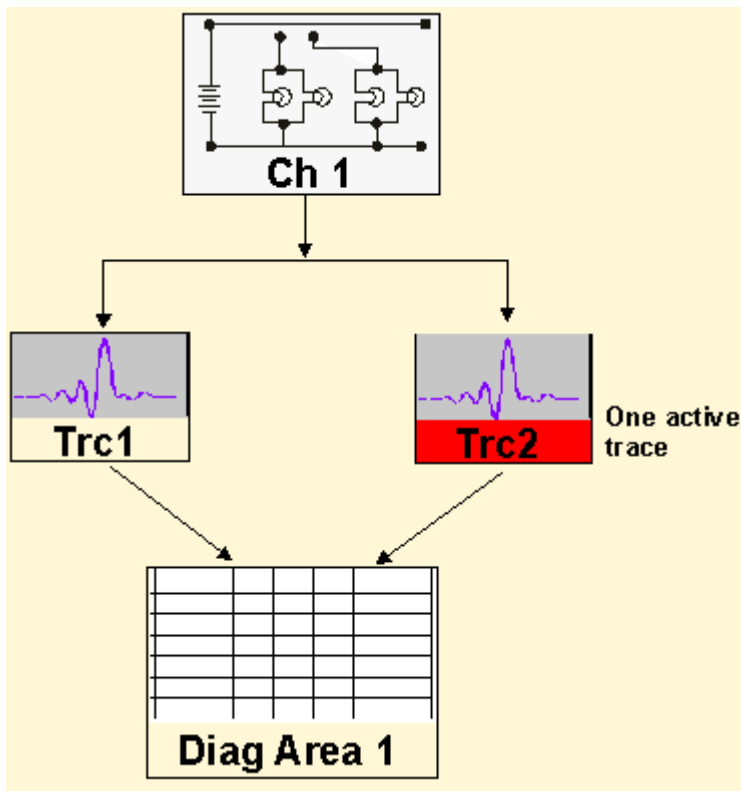 Ch 1
Trc1
Trc2
One active
trace
Diag Area 1